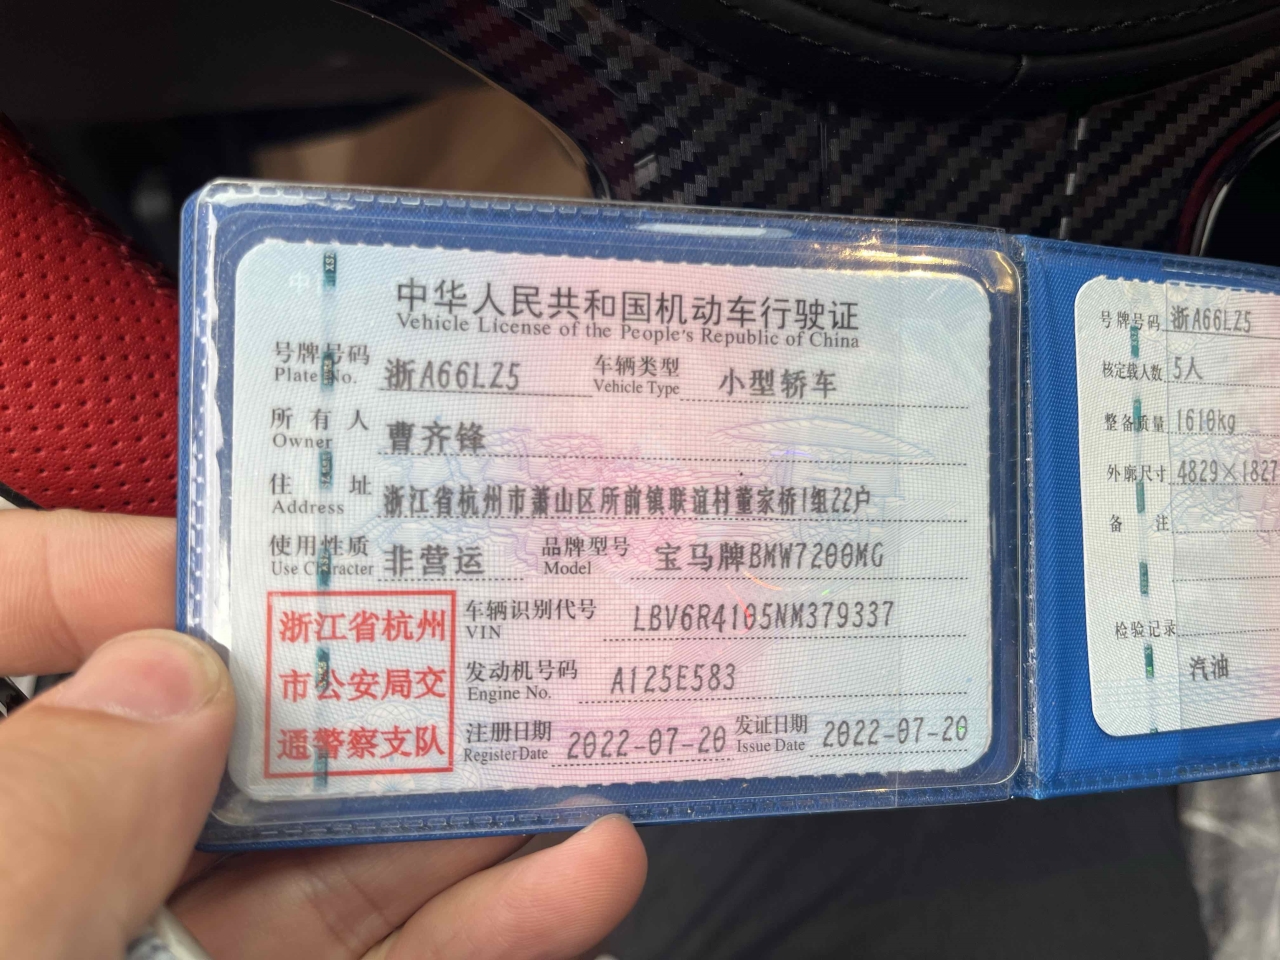 中华人民共和国机动车行驶证
Vehicle License of the People's Republic of China
号牌号码 浙A66LZ5 车辆类型 小型轿车
Plate No. Vehicle Type
所有人 曹齐锋
Owner
住址 浙江省杭州市萧山区所前镇联谊村董家桥1组22户
Address
使用性质 非营运 品牌型号 宝马牌BMW7200MG
Use Character Model
浙江省杭州
市公安局交
通警察支队
车辆识别代号 LBV6R4105NM379337
VIN
发动机号码 A125E583
Engine No.
注册日期 2022-07-20 发证日期 2022-07-20
Register Date Issue Date
号牌号码 浙A66LZ5
核定载人数 5人
整备质量 1610kg
外廓尺寸 4829×1827
备注
检验记录
汽油